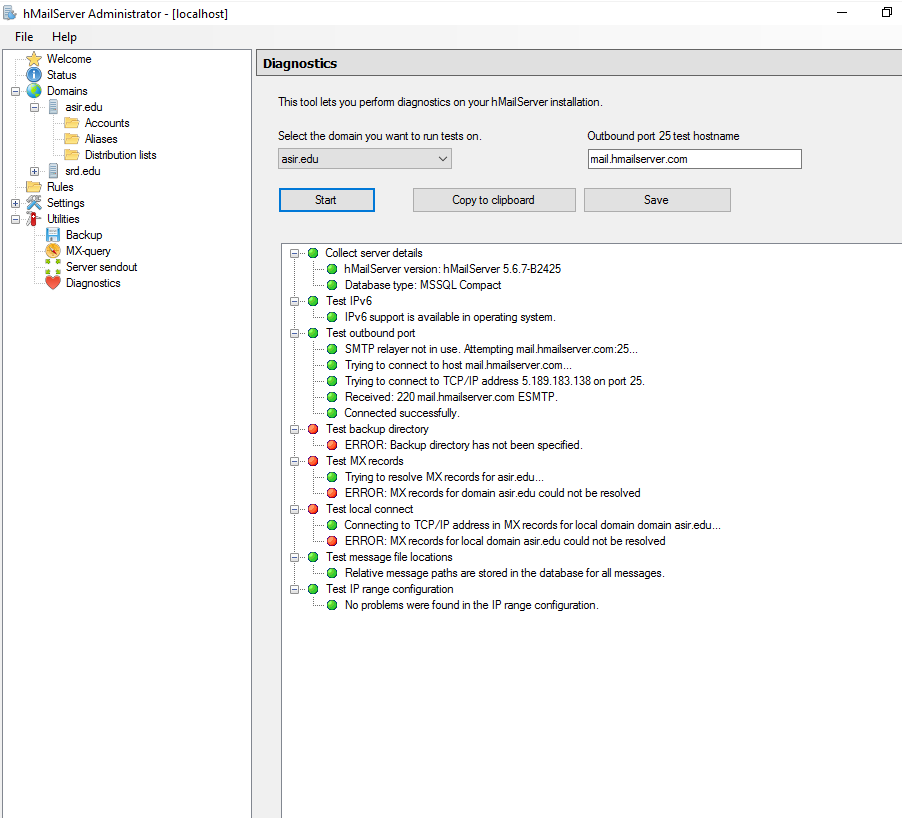 hMailServer Administrator - [localhost]
File Help
Welcome
Status
Domains
asir.edu
Accounts
Aliases
Distribution lists
srd.edu
Rules
Settings
Utilities
Backup
MX-query
Server sendout
Diagnostics
Diagnostics
This tool lets you perform diagnostics on your hMailServer installation.
Select the domain you want to run tests on. Outbound port 25 test hostname
asir.edu mail.hmailserver.com
Start Copy to clipboard Save
Collect server details
hMailServer version: hMailServer 5.6.7-B2425
Database type: MSSQL Compact
Test IPv6
IPv6 support is available in operating system.
Test outbound port
SMTP relayer not in use. Attempting mail.hmailserver.com:25...
Trying to connect to host mail.hmailserver.com...
Trying to connect to TCP/IP address 5.189.183.138 on port 25.
Received: 220 mail.hmailserver.com ESMTP.
Connected successfully.
Test backup directory
ERROR: Backup directory has not been specified.
Test MX records
Trying to resolve MX records for asir.edu...
ERROR: MX records for domain asir.edu could not be resolved
Test local connect
Connecting to TCP/IP address in MX records for local domain domain asir.edu...
ERROR: MX records for local domain asir.edu could not be resolved
Test message file locations
Relative message paths are stored in the database for all messages.
Test IP range configuration
No problems were found in the IP range configuration.